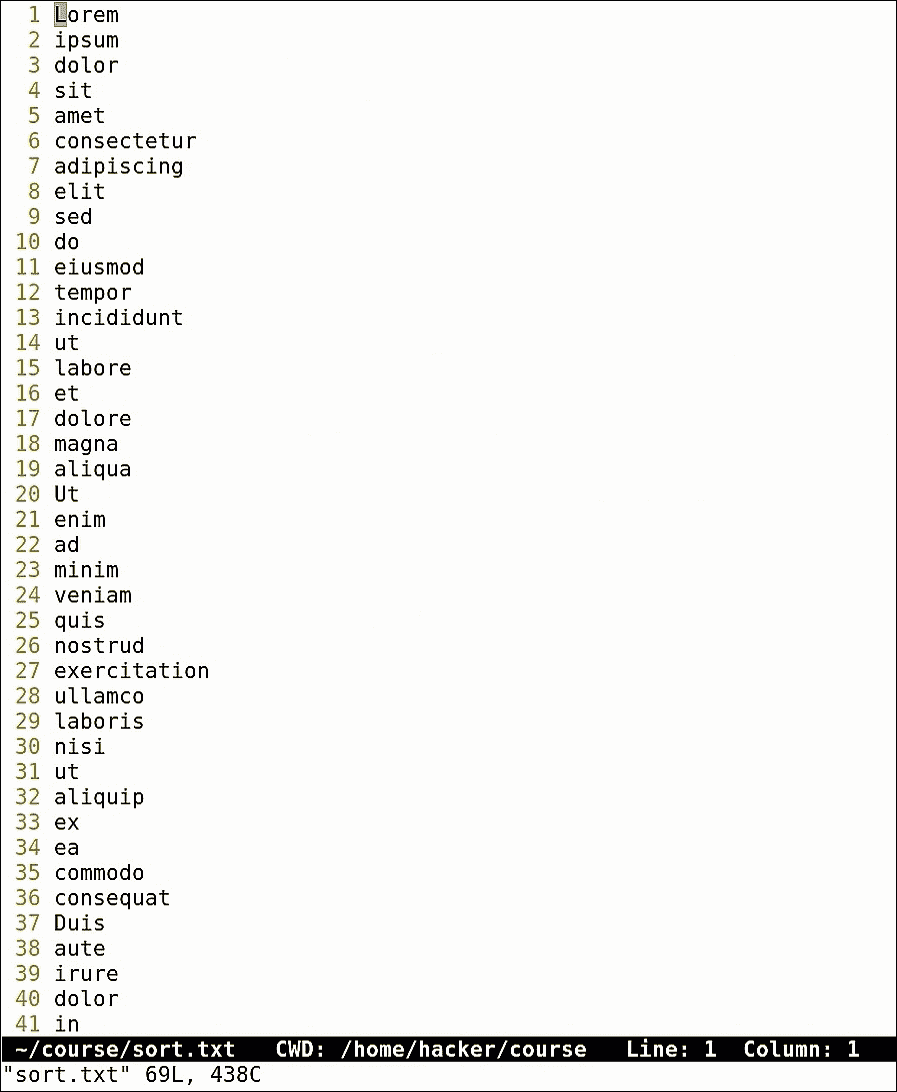 1 Lorem
2 ipsum
3 dolor
4 sit
5 amet
6 consectetur
7 adipiscing
8 elit
9 sed
10 do
11 eiusmod
12 tempor
13 incididunt
14 ut
15 labore
16 et
17 dolore
18 magna
19 aliqua
20 Ut
21 enim
22 ad
23 minim
24 veniam
25 quis
26 nostrud
27 exercitation
28 ullamco
29 laboris
30 nisi
31 ut
32 aliquip
33 ex
34 ea
35 commodo
36 consequat
37 Duis
38 aute
39 irure
40 dolor
41 in
~/course/sort.txt   CWD: /home/hacker/course   Line: 1  Column: 1
"sort.txt" 69L, 438C